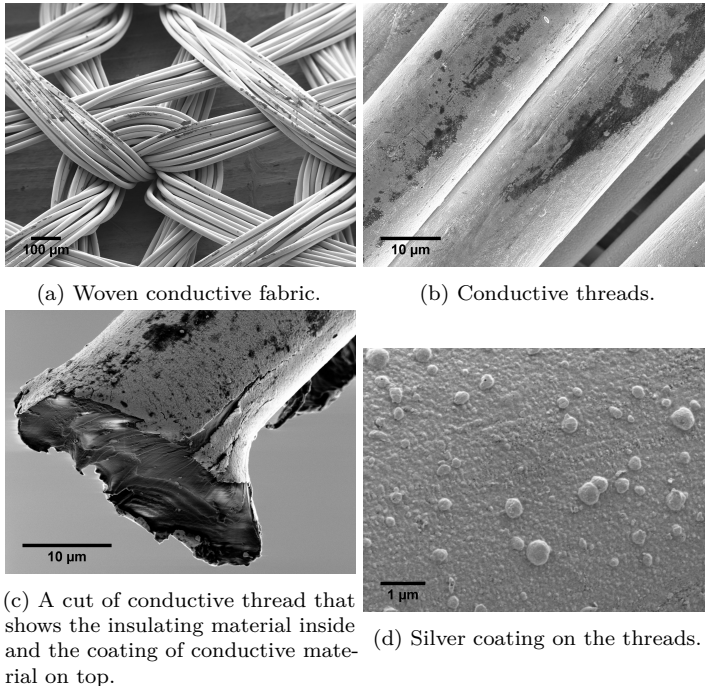 100 µm
10 µm
(a) Woven conductive fabric.
(b) Conductive threads.
10 µm
1 µm
(c) A cut of conductive thread that
shows the insulating material inside
and the coating of conductive mate-
rial on top.
(d) Silver coating on the threads.